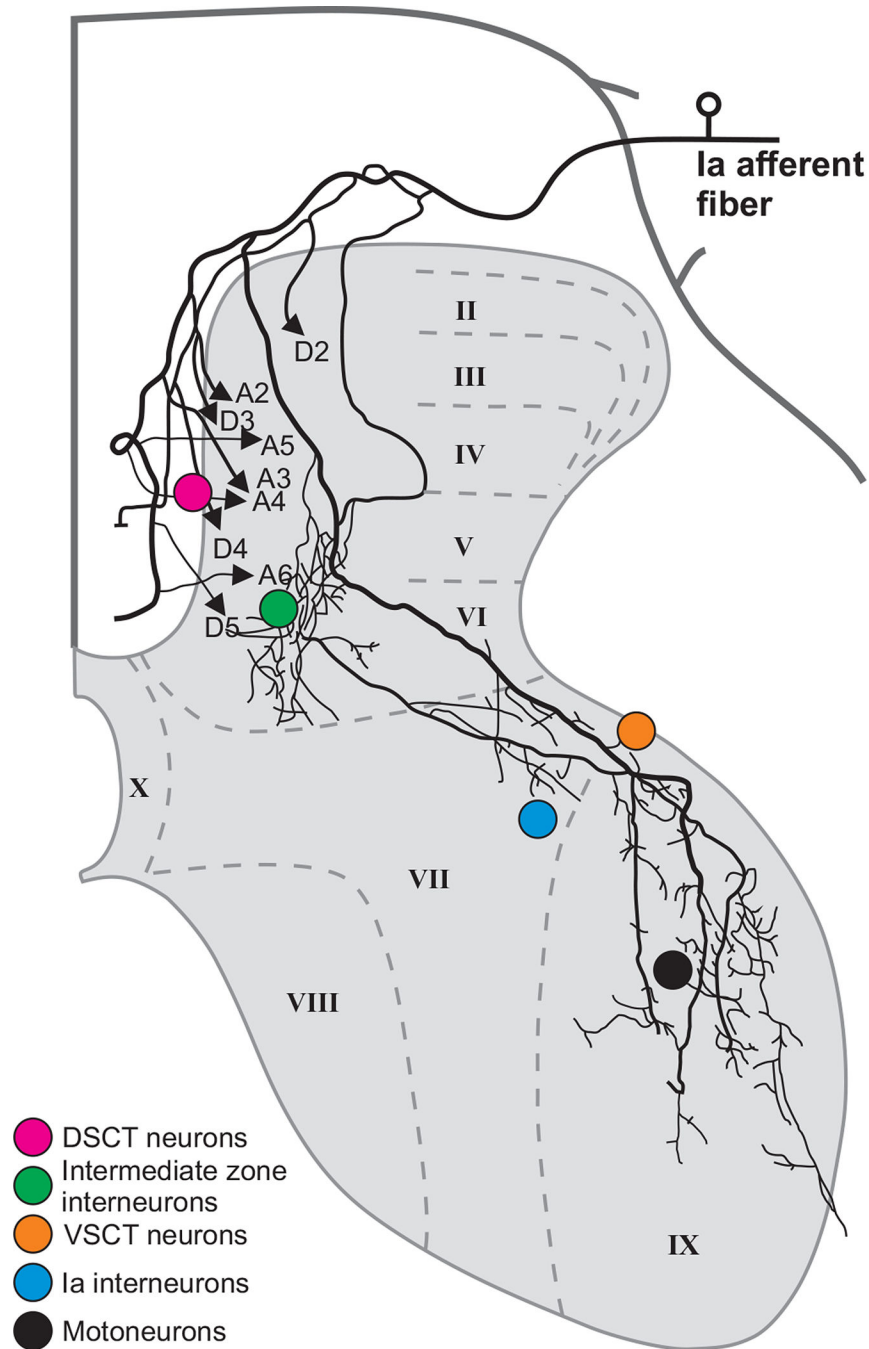 Ia afferent
fiber
II
D2
III
A2
D3
A5
IV
A3
A4
D4
V
A6
VI
D5
X
VII
VIII
IX
DSCT neurons
Intermediate zone
interneurons
VSCT neurons
Ia interneurons
Motoneurons